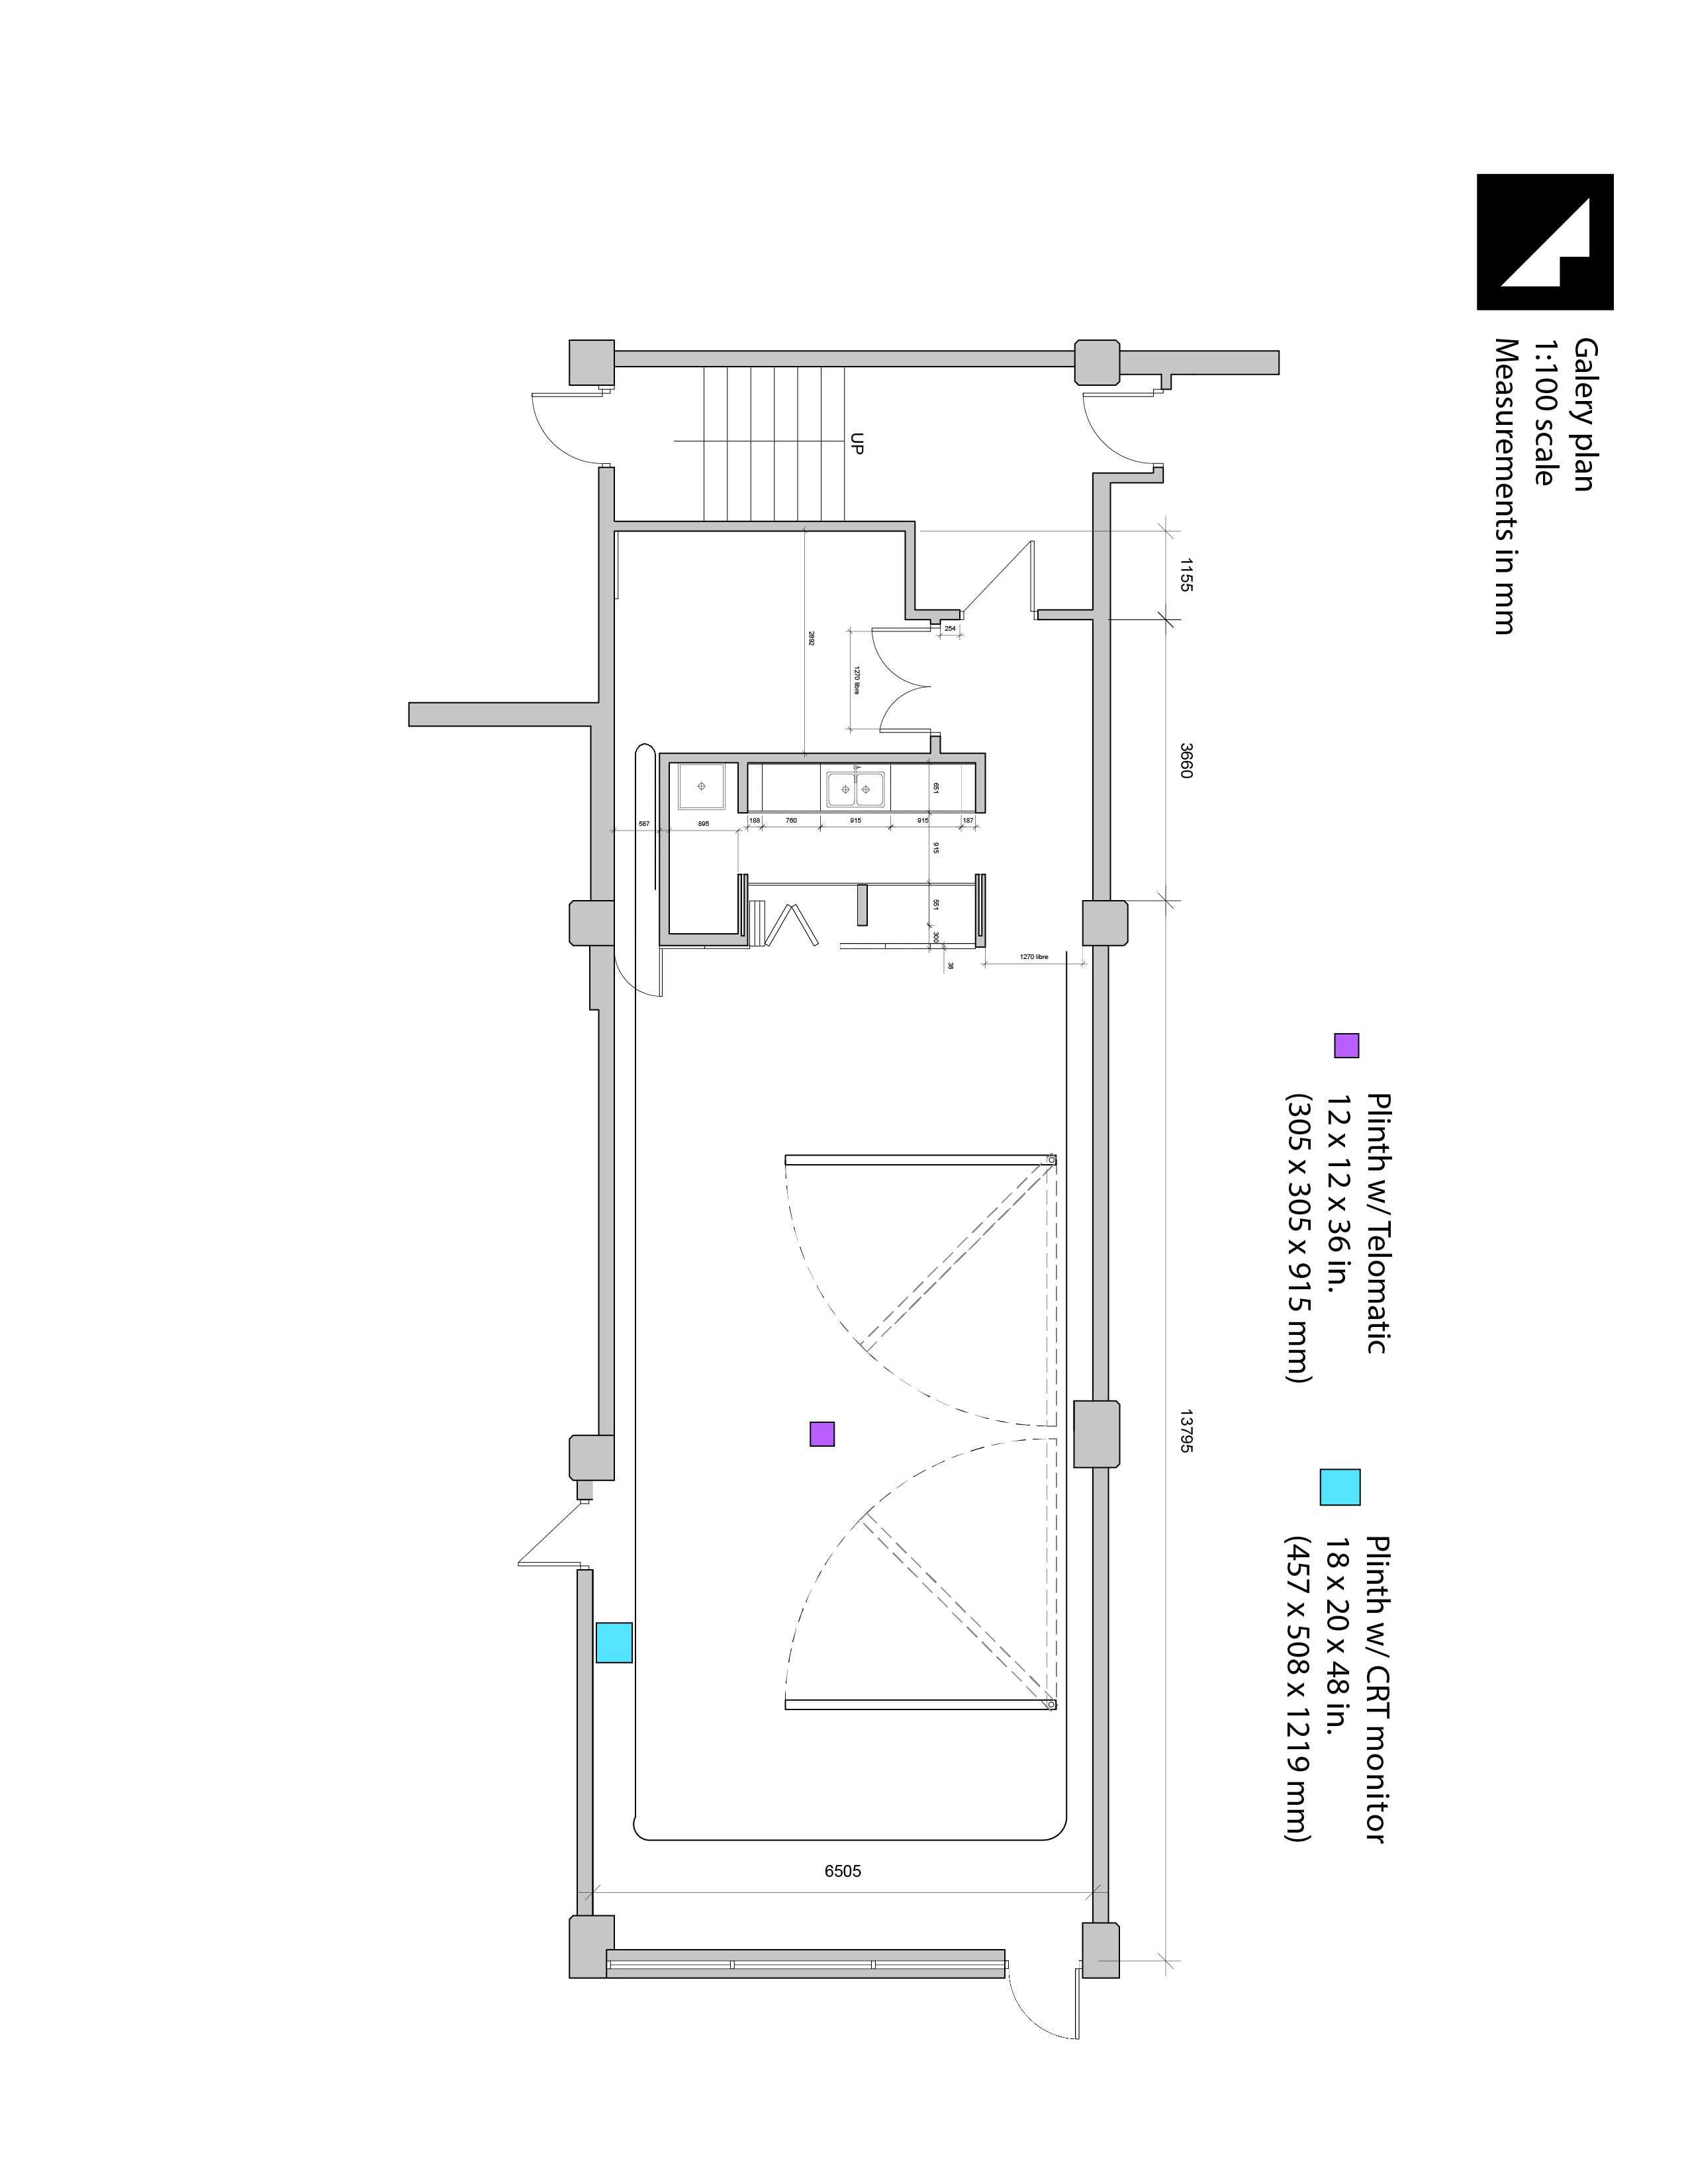 Galery plan
1:100 scale
Measurements in mm
Plinth w/ Telomatic
12 x 12 x 36 in.
(305 x 305 x 915 mm)
Plinth w/ CRT monitor
18 x 20 x 48 in.
(457 x 508 x 1219 mm)
UP
1155
3660
13795
254
2692
1270 libre
651
587
895
188
760
915
915
187
915
551
300
38
1270 libre
6505